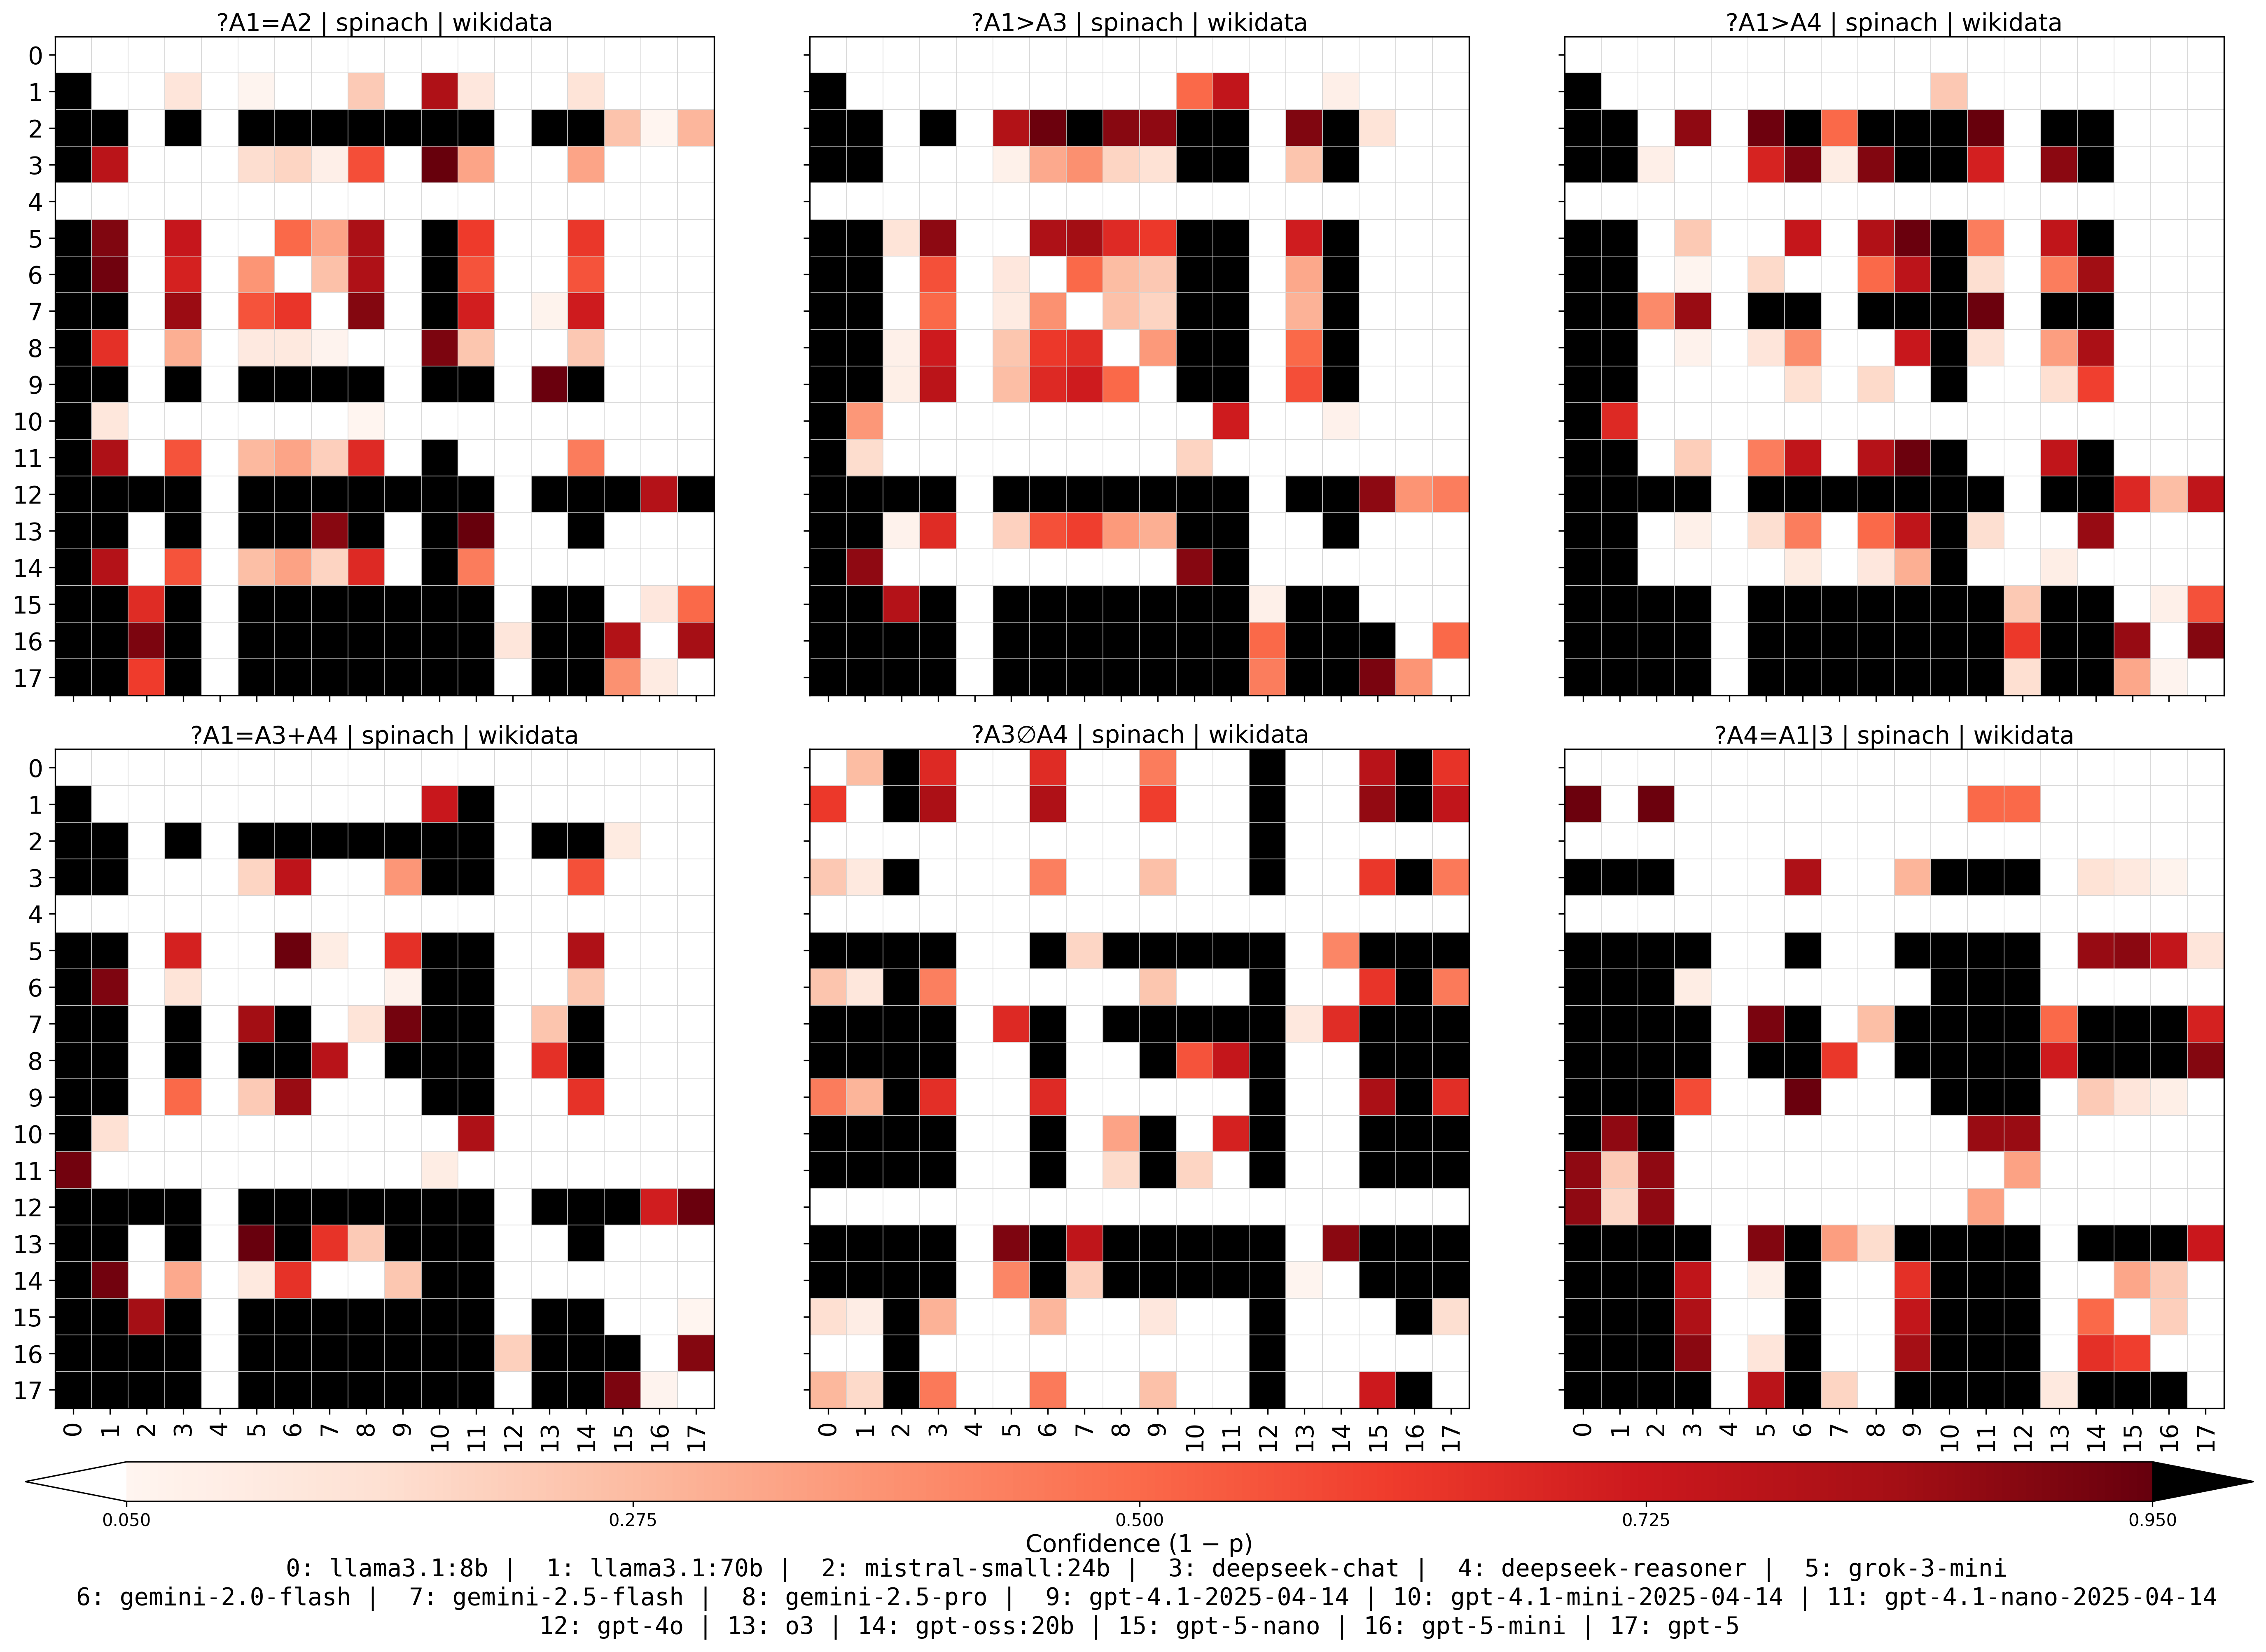 ?A1=A2 | spinach | wikidata
?A1>A3 | spinach | wikidata
?A1>A4 | spinach | wikidata
0
1
2
3
4
5
6
7
8
9
10
11
12
13
14
15
16
17
?A1=A3+A4 | spinach | wikidata
?A3∅A4 | spinach | wikidata
?A4=A1|3 | spinach | wikidata
0
1
2
3
4
5
6
7
8
9
10
11
12
13
14
15
16
17
0 1 2 3 4 5 6 7 8 9 10 11 12 13 14 15 16 17
0 1 2 3 4 5 6 7 8 9 10 11 12 13 14 15 16 17
0 1 2 3 4 5 6 7 8 9 10 11 12 13 14 15 16 17
0.050 0.275 0.500 0.725 0.950
Confidence (1 − p)
0: llama3.1:8b | 1: llama3.1:70b | 2: mistral-small:24b | 3: deepseek-chat | 4: deepseek-reasoner | 5: grok-3-mini
6: gemini-2.0-flash | 7: gemini-2.5-flash | 8: gemini-2.5-pro | 9: gpt-4.1-2025-04-14 | 10: gpt-4.1-mini-2025-04-14 | 11: gpt-4.1-nano-2025-04-14
12: gpt-4o | 13: o3 | 14: gpt-oss:20b | 15: gpt-5-nano | 16: gpt-5-mini | 17: gpt-5